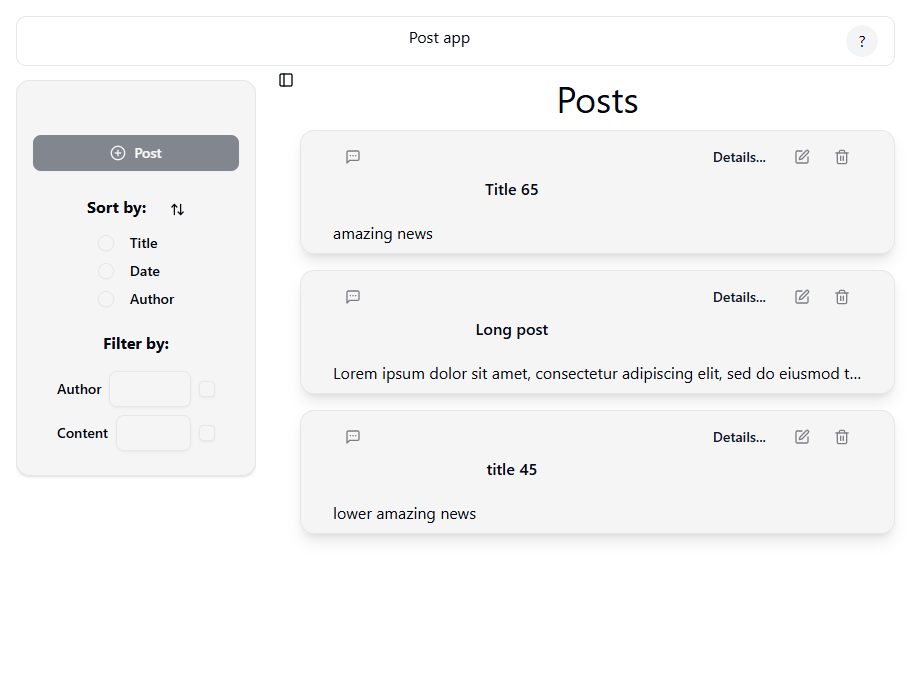 Post app
?
Post
Sort by:
Title
Date
Author
Filter by:
Author
Content
Posts
Details...
Title 65
amazing news
Details...
Long post
Lorem ipsum dolor sit amet, consectetur adipiscing elit, sed do eiusmod t...
Details...
title 45
lower amazing news